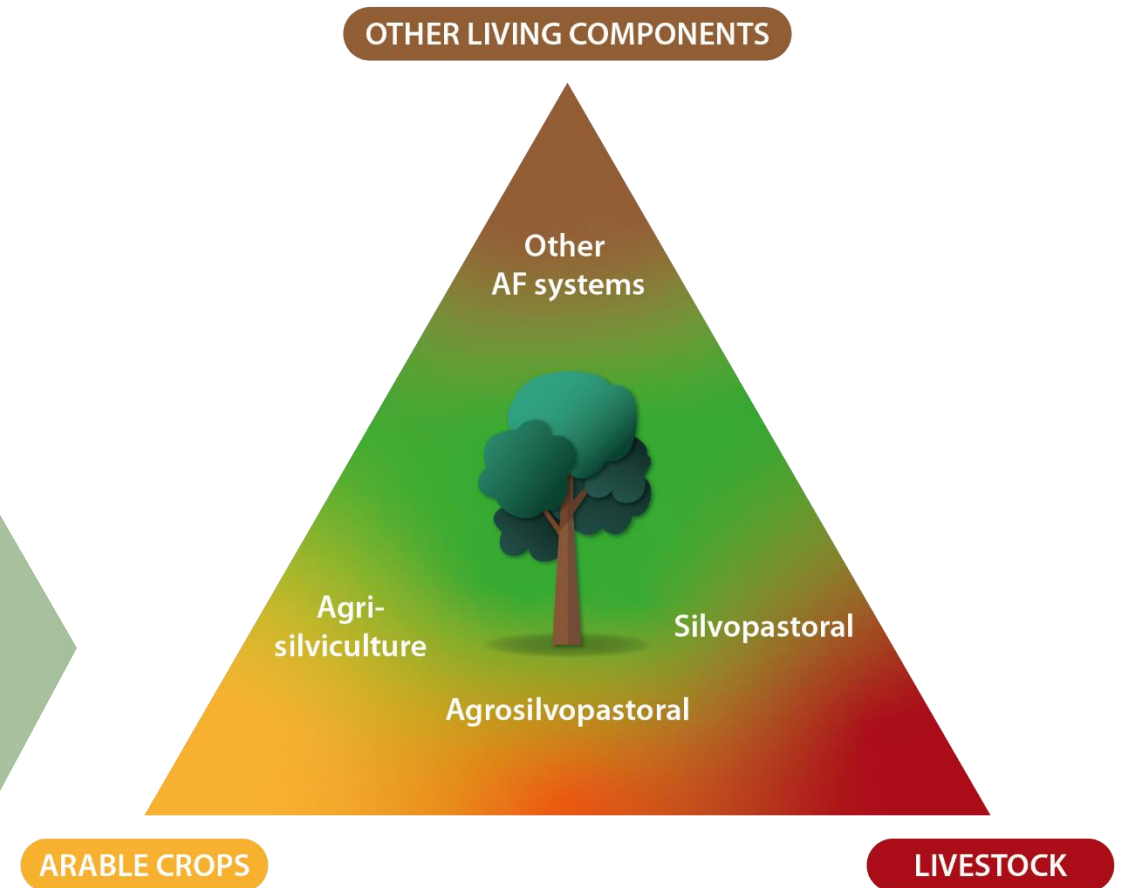 OTHER LIVING COMPONENTS
Other
AF systems
Agri-
silviculture
Silvopastoral
Agrosilvopastoral
ARABLE CROPS
LIVESTOCK